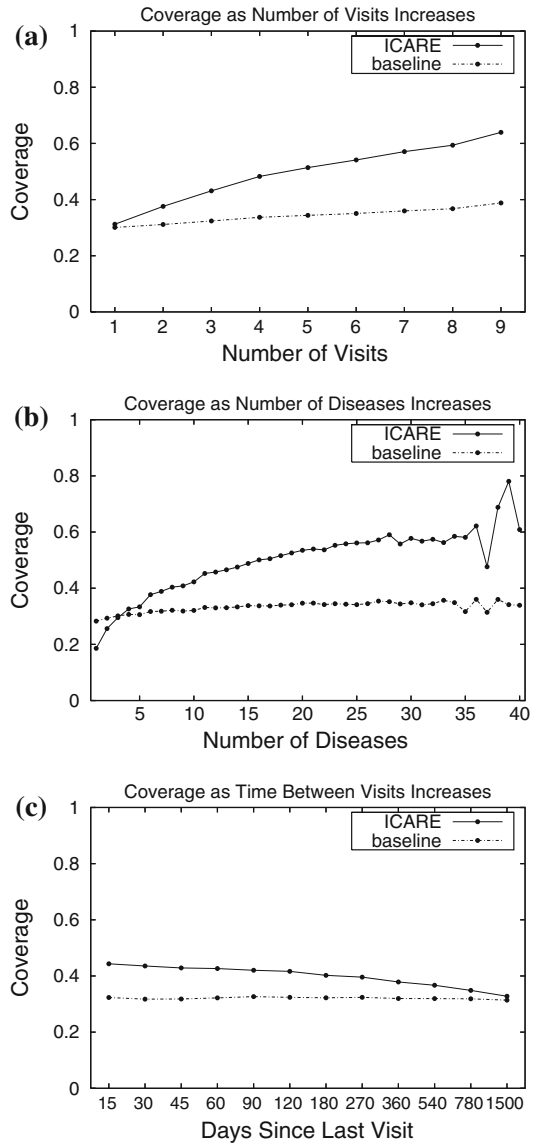 (a)
Coverage as Number of Visits Increases
1
0.8
0.6
0.4
0.2
0
Coverage
ICARE
baseline
1 2 3 4 5 6 7 8 9
Number of Visits
(b)
Coverage as Number of Diseases Increases
1
0.8
0.6
0.4
0.2
0
Coverage
ICARE
baseline
5 10 15 20 25 30 35 40
Number of Diseases
(c)
Coverage as Time Between Visits Increases
1
0.8
0.6
0.4
0.2
0
Coverage
ICARE
baseline
15 30 45 60 90 120 180 270 360 540 780 1500
Days Since Last Visit